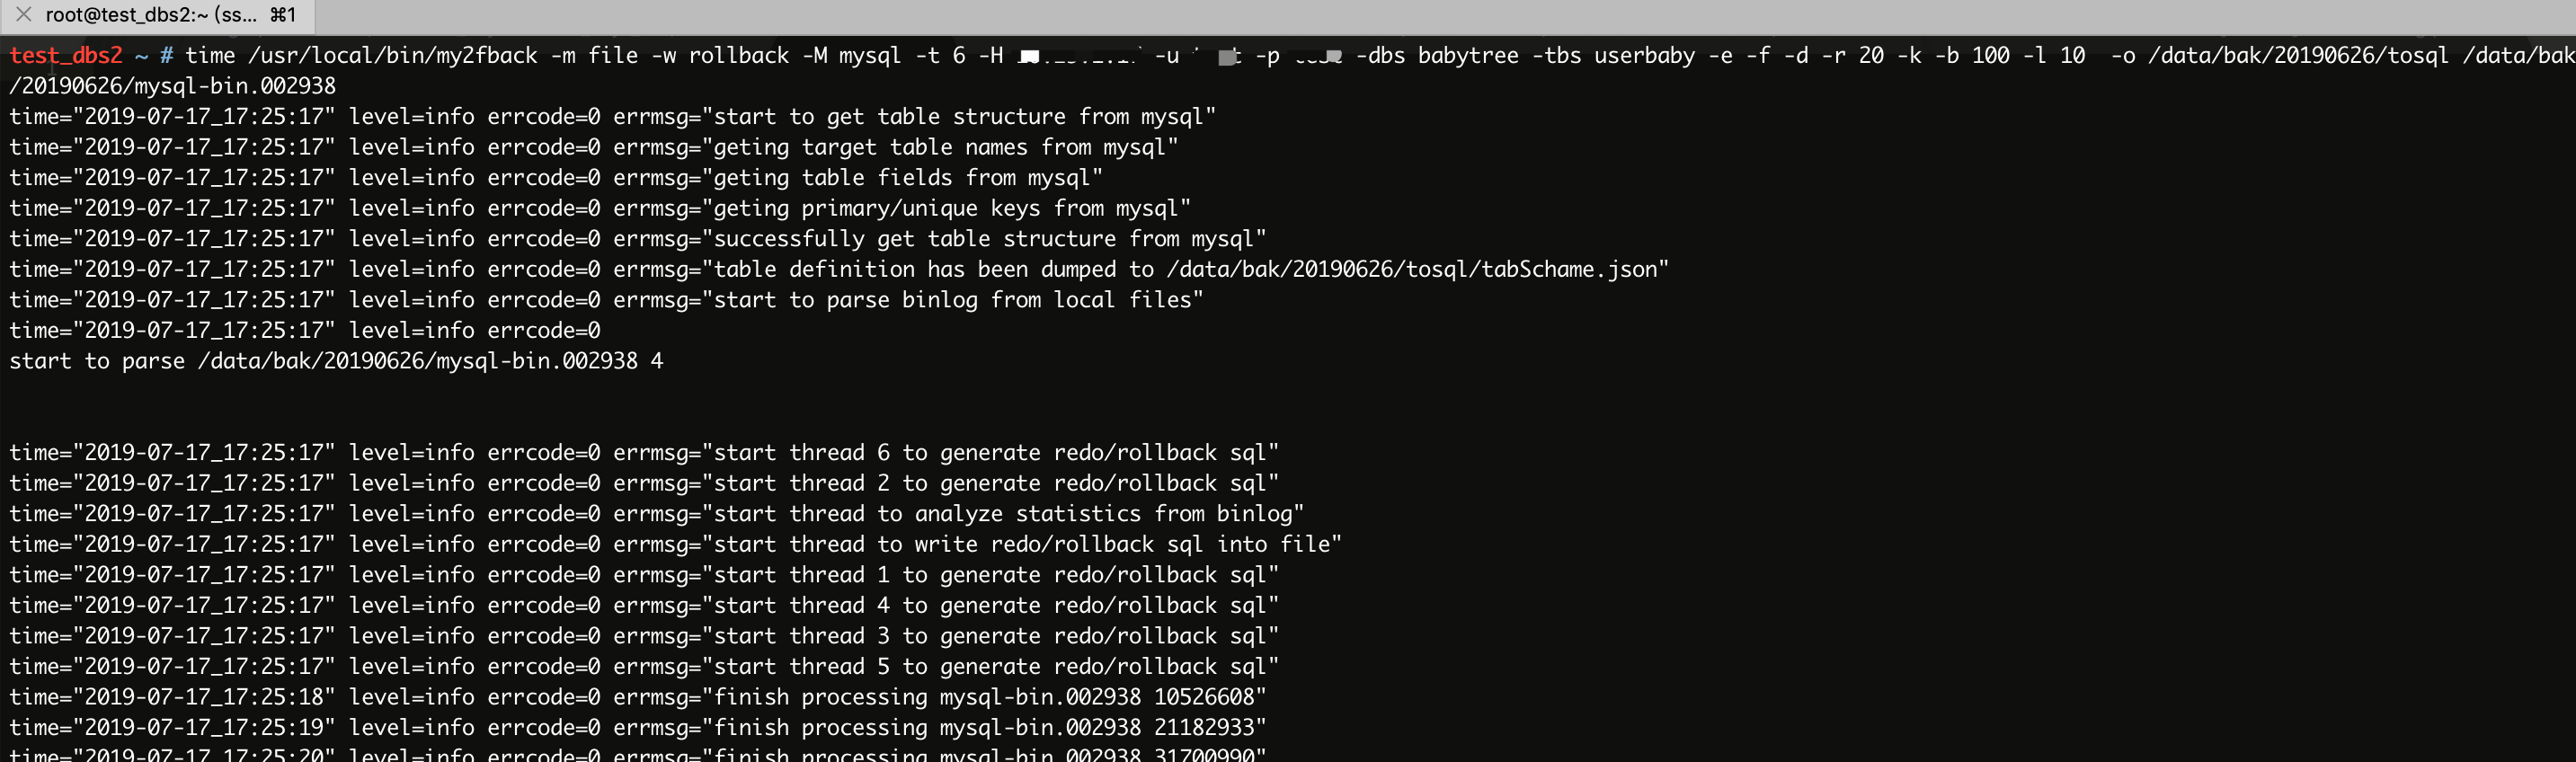 root@test_dbs2:~ (ss... ⌘1
test_dbs2 ~ # time /usr/local/bin/my2fback -m file -w rollback -M mysql -t 6 -H -u -p -dbs babytree -tbs userbaby -e -f -d -r 20 -k -b 100 -l 10  -o /data/bak/20190626/tosql /data/bak
/20190626/mysql-bin.002938
time="2019-07-17_17:25:17" level=info errcode=0 errmsg="start to get table structure from mysql"
time="2019-07-17_17:25:17" level=info errcode=0 errmsg="geting target table names from mysql"
time="2019-07-17_17:25:17" level=info errcode=0 errmsg="geting table fields from mysql"
time="2019-07-17_17:25:17" level=info errcode=0 errmsg="geting primary/unique keys from mysql"
time="2019-07-17_17:25:17" level=info errcode=0 errmsg="successfully get table structure from mysql"
time="2019-07-17_17:25:17" level=info errcode=0 errmsg="table definition has been dumped to /data/bak/20190626/tosql/tabSchame.json"
time="2019-07-17_17:25:17" level=info errcode=0 errmsg="start to parse binlog from local files"
time="2019-07-17_17:25:17" level=info errcode=0
start to parse /data/bak/20190626/mysql-bin.002938 4
time="2019-07-17_17:25:17" level=info errcode=0 errmsg="start thread 6 to generate redo/rollback sql"
time="2019-07-17_17:25:17" level=info errcode=0 errmsg="start thread 2 to generate redo/rollback sql"
time="2019-07-17_17:25:17" level=info errcode=0 errmsg="start thread to analyze statistics from binlog"
time="2019-07-17_17:25:17" level=info errcode=0 errmsg="start thread to write redo/rollback sql into file"
time="2019-07-17_17:25:17" level=info errcode=0 errmsg="start thread 1 to generate redo/rollback sql"
time="2019-07-17_17:25:17" level=info errcode=0 errmsg="start thread 4 to generate redo/rollback sql"
time="2019-07-17_17:25:17" level=info errcode=0 errmsg="start thread 3 to generate redo/rollback sql"
time="2019-07-17_17:25:17" level=info errcode=0 errmsg="start thread 5 to generate redo/rollback sql"
time="2019-07-17_17:25:18" level=info errcode=0 errmsg="finish processing mysql-bin.002938 10526608"
time="2019-07-17_17:25:19" level=info errcode=0 errmsg="finish processing mysql-bin.002938 21182933"
time="2019-07-17_17:25:20" level=info errcode=0 errmsg="finish processing mysql-bin.002938 31700990"